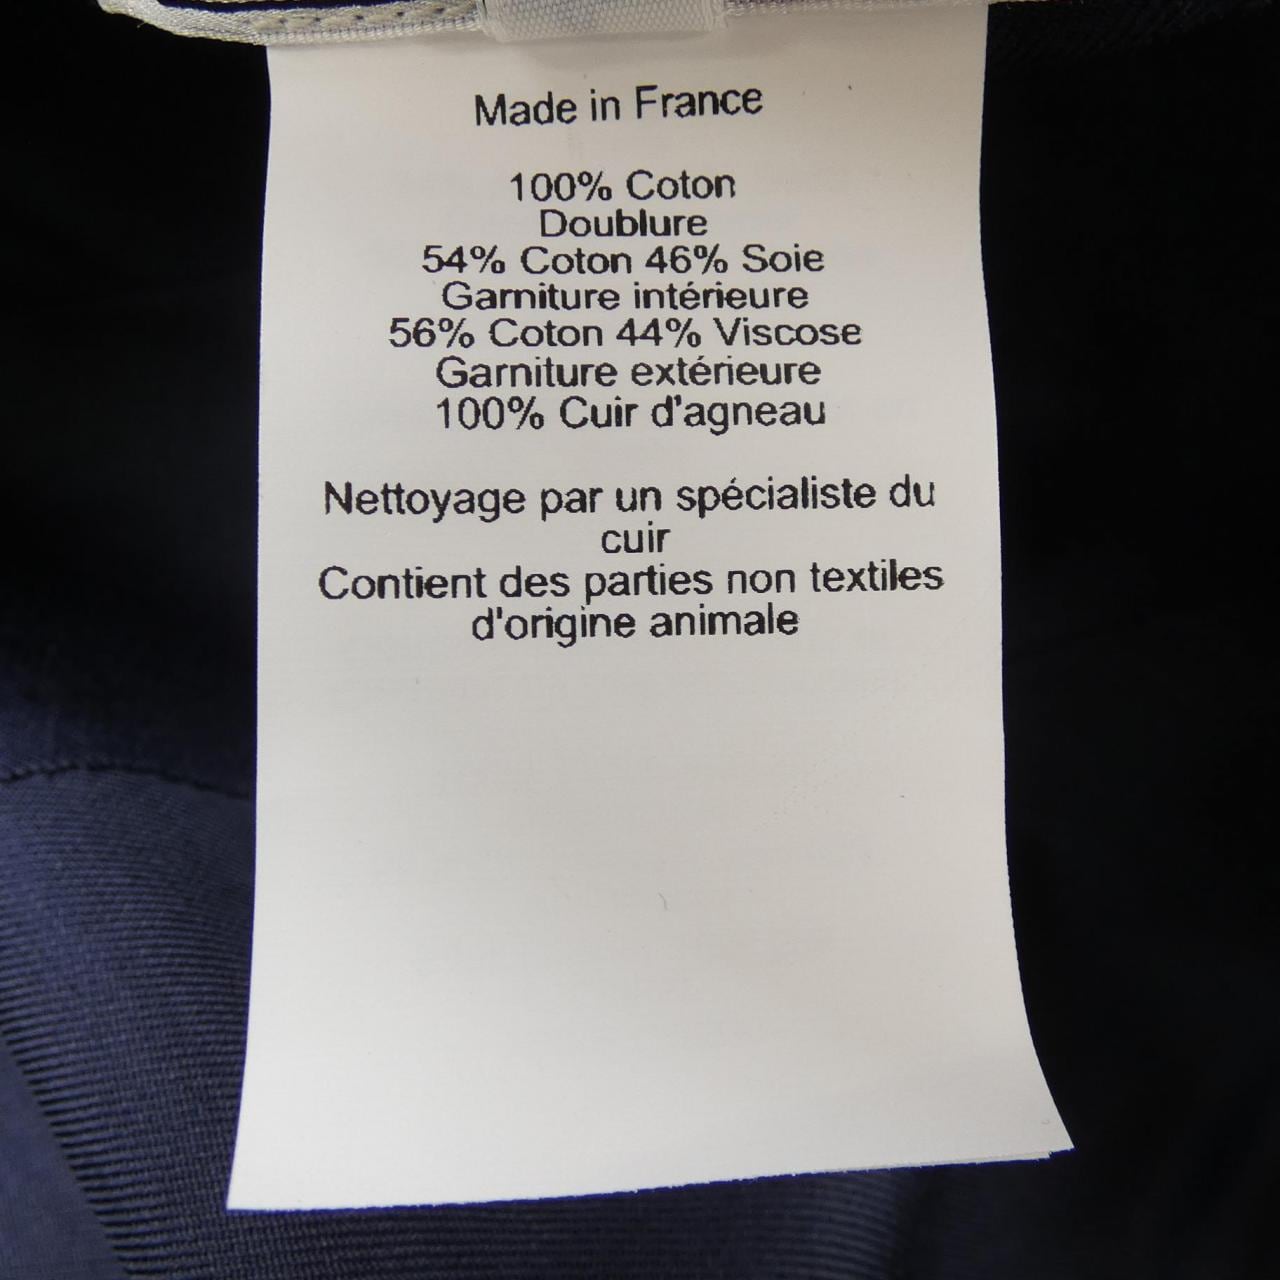 Made in France
100% Coton
Doublure
54% Coton 46% Soie
Garniture intérieure
56% Coton 44% Viscose
Garniture extérieure
100% Cuir d'agneau
Nettoyage par un spécialiste du
cuir
Contient des parties non textiles
d'origine animale